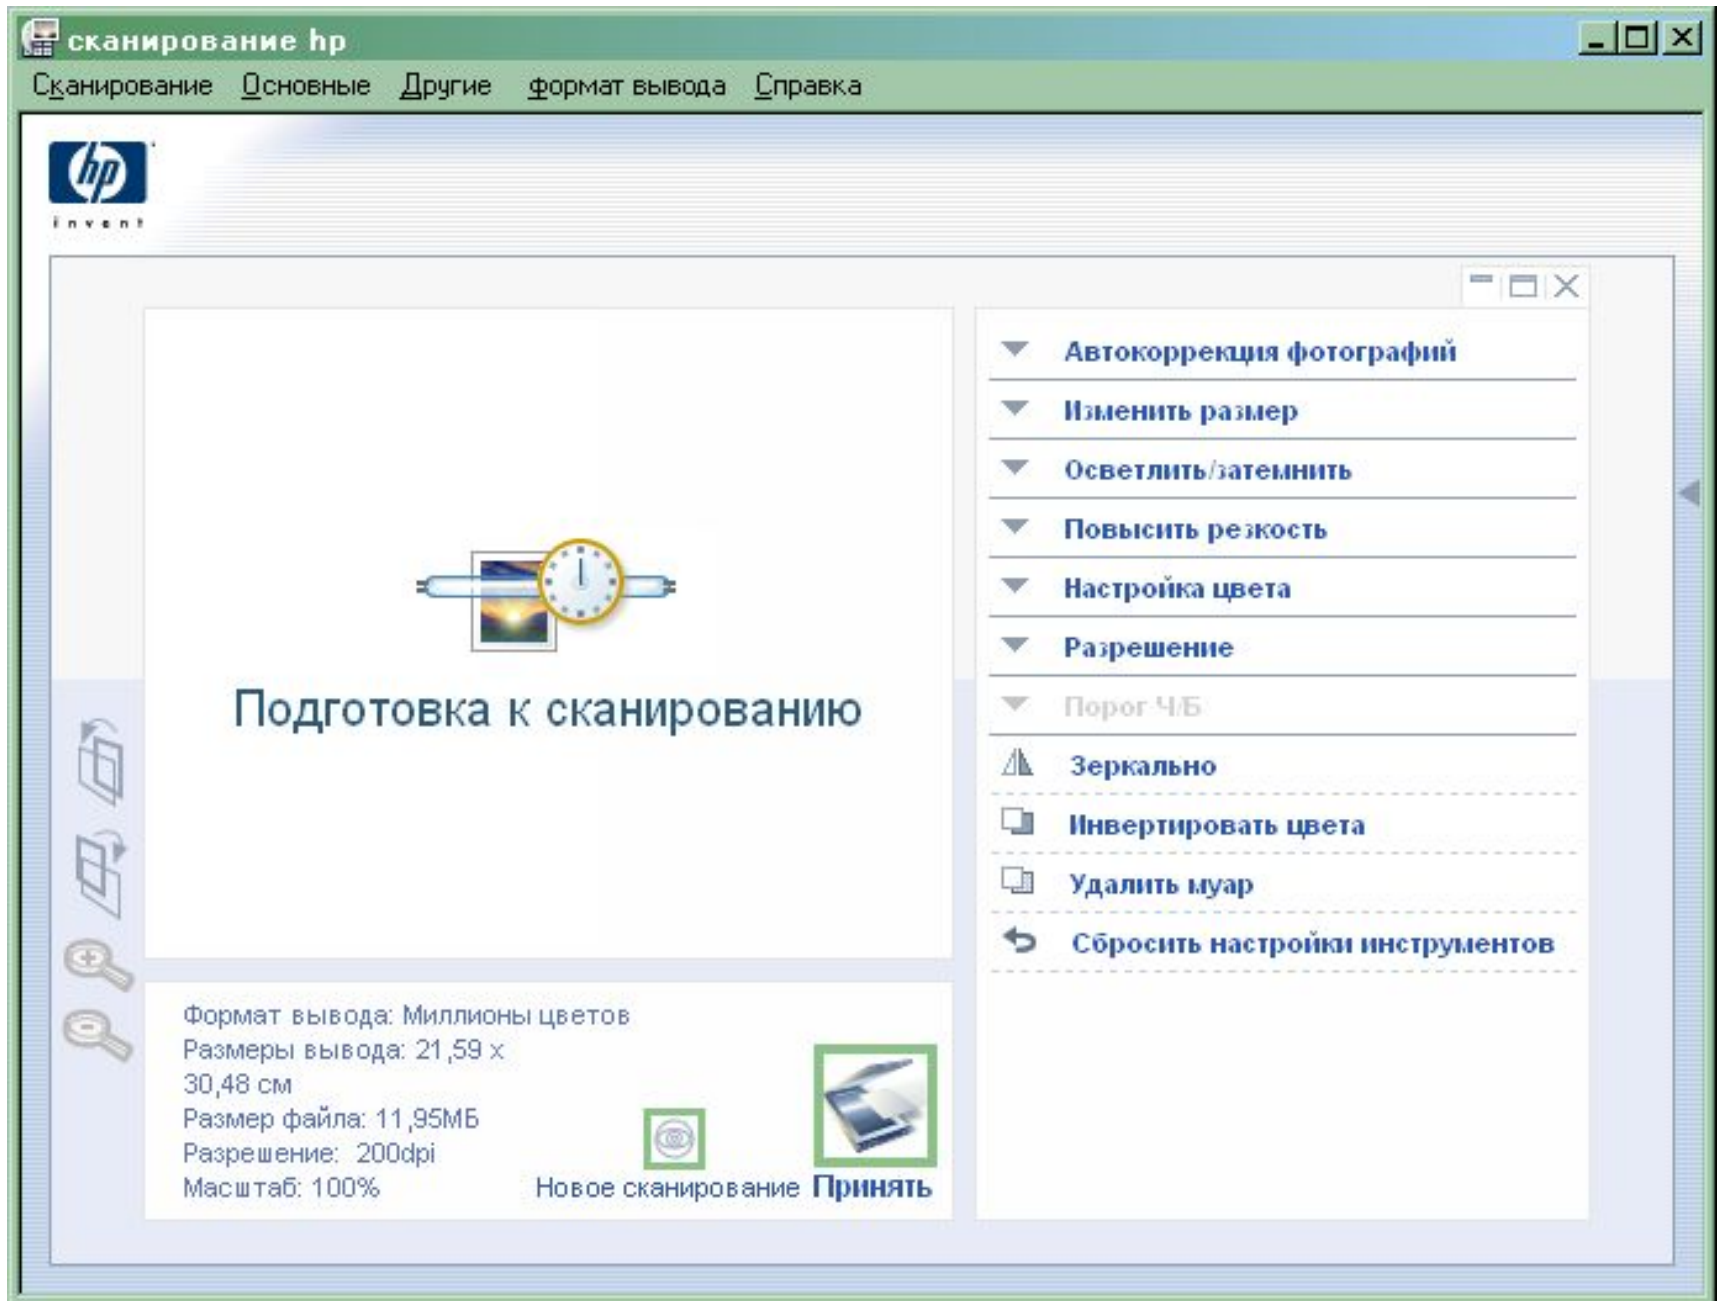 сканирование hp
Сканирование Основные Другие формат вывода Справка
hp
invent
Автокоррекция фотографий
Изменить размер
Осветлить/затемнить
Повысить резкость
Настройка цвета
Разрешение
Порог Ч/Б
Зеркально
Инвертировать цвета
Удалить муар
Сбросить настройки инструментов
Подготовка к сканированию
Формат вывода: Миллионы цветов
Размеры вывода: 21,59 x
30,48 см
Размер файла: 11,95МБ
Разрешение: 200dpi
Масштаб: 100%
Новое сканирование Принять